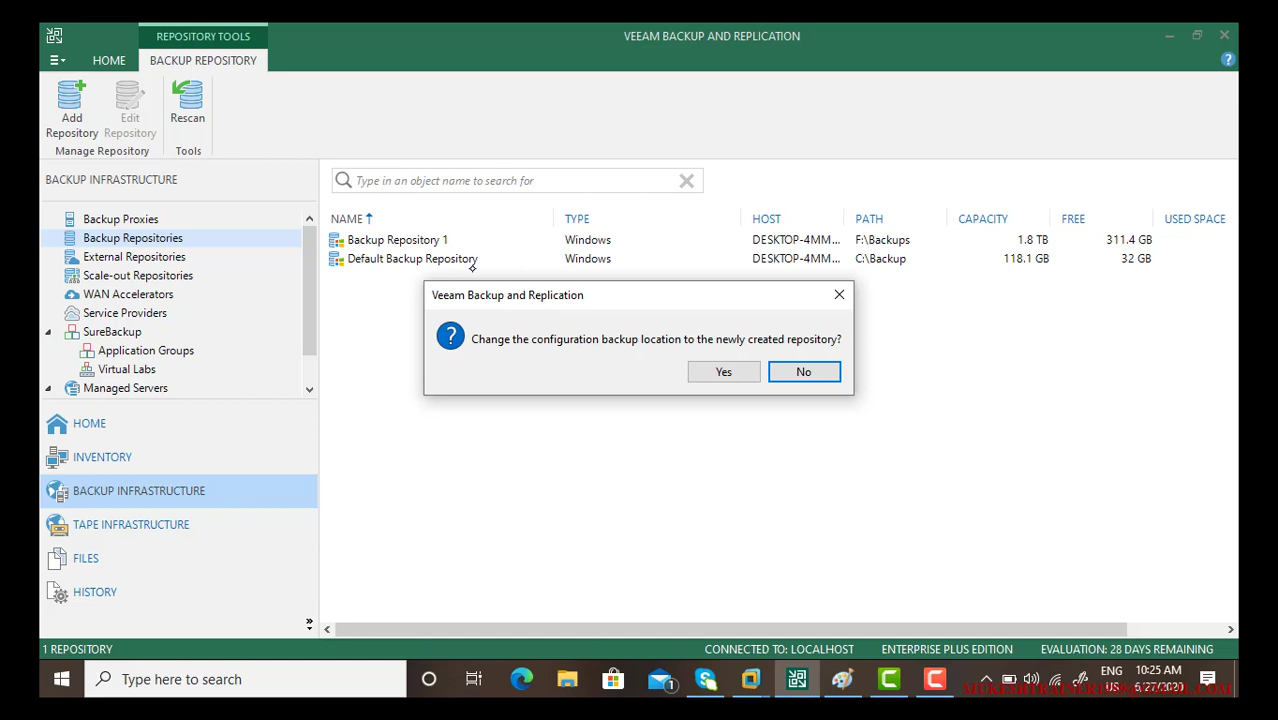 REPOSITORY TOOLS
VEEAM BACKUP AND REPLICATION
HOME
BACKUP REPOSITORY
Add Repository
Edit Repository
Rescan
Manage Repository
Tools
BACKUP INFRASTRUCTURE
Type in an object name to search for
NAME TYPE HOST PATH CAPACITY FREE USED SPACE
Backup Repository 1 Windows DESKTOP-4MM... F:\Backups 1.8 TB 311.4 GB
Default Backup Repository Windows DESKTOP-4MM... C:\Backup 118.1 GB 32 GB
Backup Proxies
Backup Repositories
External Repositories
Scale-out Repositories
WAN Accelerators
Service Providers
SureBackup
Application Groups
Virtual Labs
Managed Servers
Veeam Backup and Replication
Change the configuration backup location to the newly created repository?
Yes
No
HOME
INVENTORY
BACKUP INFRASTRUCTURE
TAPE INFRASTRUCTURE
FILES
HISTORY
1 REPOSITORY
CONNECTED TO: LOCALHOST
ENTERPRISE PLUS EDITION
EVALUATION: 28 DAYS REMAINING
Type here to search
1
ENG
US
10:25 AM
6/27/2020